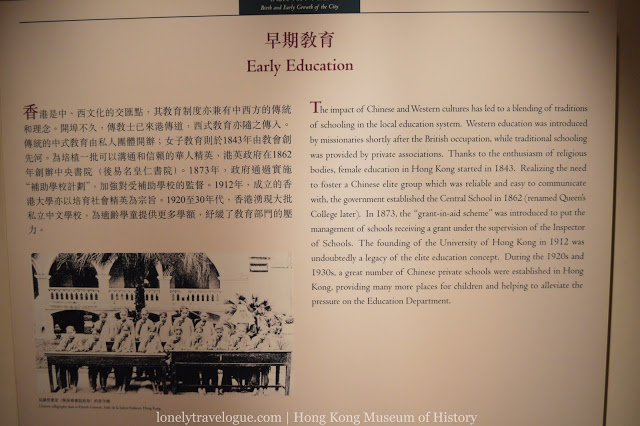 Birth and Early Growth of the City
早期教育
Early Education
香港是中、西文化的交匯點，其教育制度亦兼有中西方的傳統
和理念。開埠不久，傳教士已來港傳道，西式教育亦隨之傳入。
傳統的中式教育由私人團體開辦；女子教育則於1843年由教會創
先河。為培植一批可以溝通和信賴的華人精英，港英政府在1862
年創辦中央書院（後易名皇仁書院）。1873年，政府通過實施
“補助學校計劃”，加強對受補助學校的監督。1912年，成立的香
港大學亦以培育社會精英為宗旨。1920至30年代，香港湧現大批
私立中文學校，為適齡學童提供更多學額，紓緩了教育部門的壓
力。
The impact of Chinese and Western cultures has led to a blending of traditions
of schooling in the local education system. Western education was introduced
by missionaries shortly after the British occupation, while traditional schooling
was provided by private associations. Thanks to the enthusiasm of religious
bodies, female education in Hong Kong started in 1843. Realizing the need
to foster a Chinese elite group which was reliable and easy to communicate
with, the government established the Central School in 1862 (renamed Queen's
College later). In 1873, the "grant-in-aid scheme" was introduced to put the
management of schools receiving a grant under the supervision of the Inspector
of Schools. The founding of the University of Hong Kong in 1912 was
undoubtedly a legacy of the elite education concept. During the 1920s and
1930s, a great number of Chinese private schools were established in Hong
Kong, providing many more places for children and helping to alleviate the
pressure on the Education Department.
lonelytravelogue.com | Hong Kong Museum of History